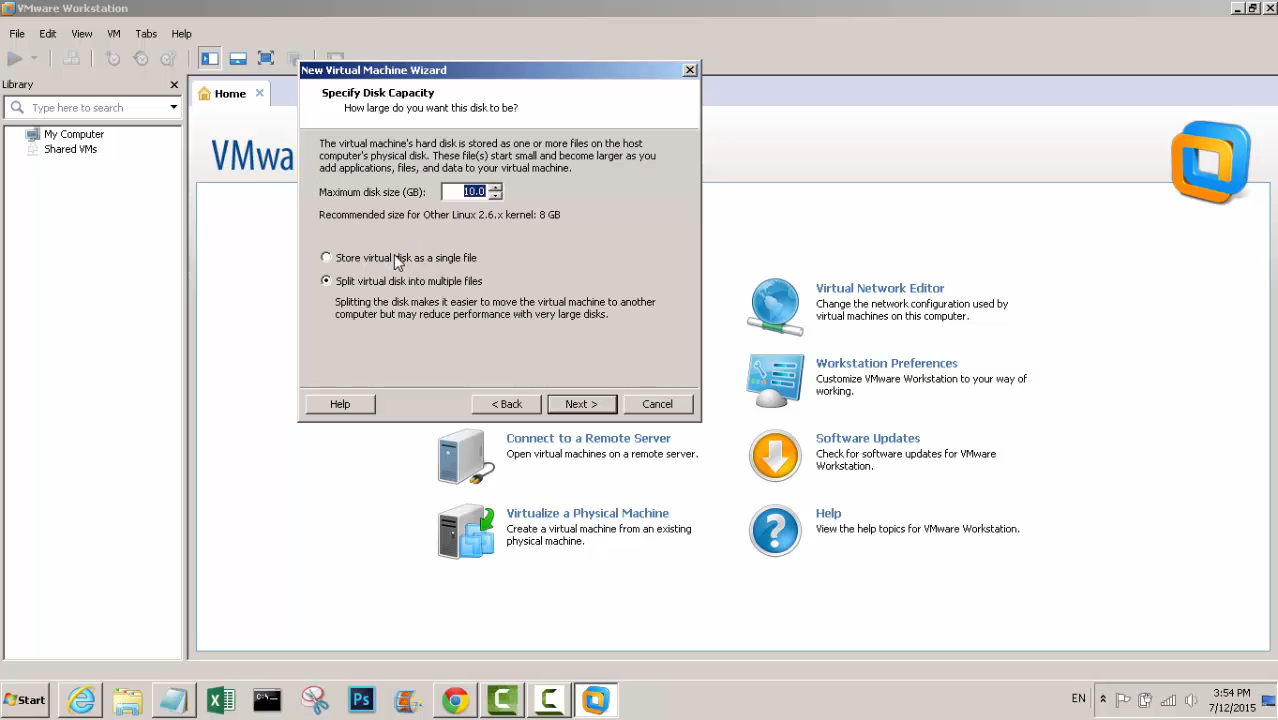 VMware Workstation
File Edit View VM Tabs Help
Library
Type here to search
My Computer
Shared VMs
Home
VMwa
New Virtual Machine Wizard
Specify Disk Capacity
How large do you want this disk to be?
The virtual machine's hard disk is stored as one or more files on the host
computer's physical disk. These file(s) start small and become larger as you
add applications, files, and data to your virtual machine.
Maximum disk size (GB): 10.0
Recommended size for Other Linux 2.6.x kernel: 8 GB
Store virtual disk as a single file
Split virtual disk into multiple files
Splitting the disk makes it easier to move the virtual machine to another
computer but may reduce performance with very large disks.
Help < Back Next > Cancel
Virtual Network Editor
Change the network configuration used by
virtual machines on this computer.
Workstation Preferences
Customize VMware Workstation to your way of
working.
Connect to a Remote Server
Open virtual machines on a remote server.
Software Updates
Check for software updates for VMware
Workstation.
Virtualize a Physical Machine
Create a virtual machine from an existing
physical machine.
Help
View the help topics for VMware Workstation.
Start
Ps
EN
3:54 PM
7/12/2015